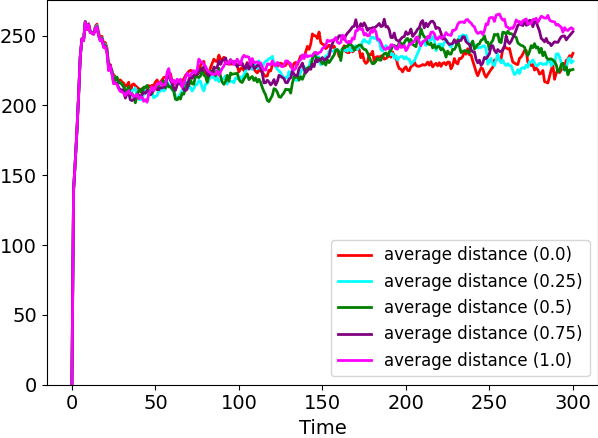 250
200
150
100
50
0
average distance (0.0)
average distance (0.25)
average distance (0.5)
average distance (0.75)
average distance (1.0)
0 50 100 150 200 250 300
Time